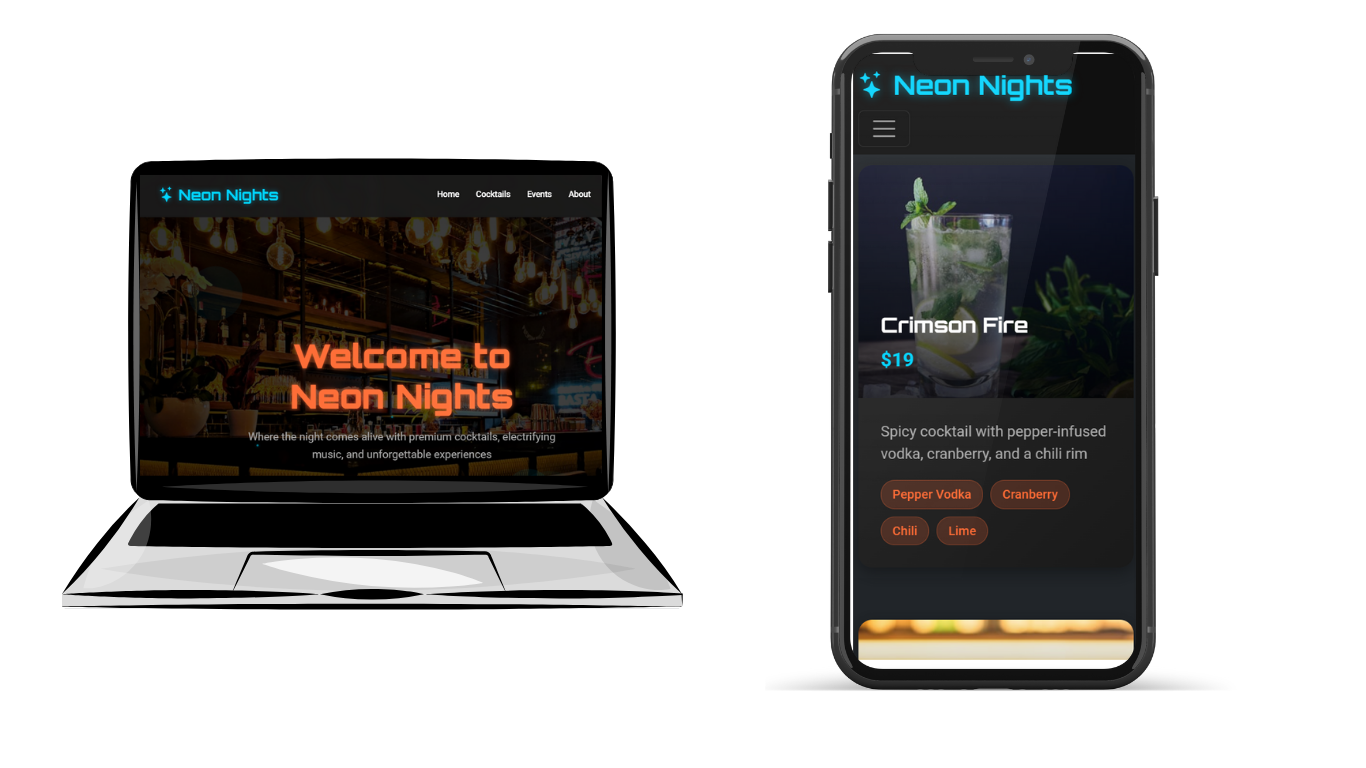 Neon Nights
Home Cocktails Events About
Welcome to
Neon Nights
Where the night comes alive with premium cocktails, electrifying
music, and unforgettable experiences
Neon Nights
Crimson Fire
$19
Spicy cocktail with pepper-infused
vodka, cranberry, and a chili rim
Pepper Vodka Cranberry
Chili Lime